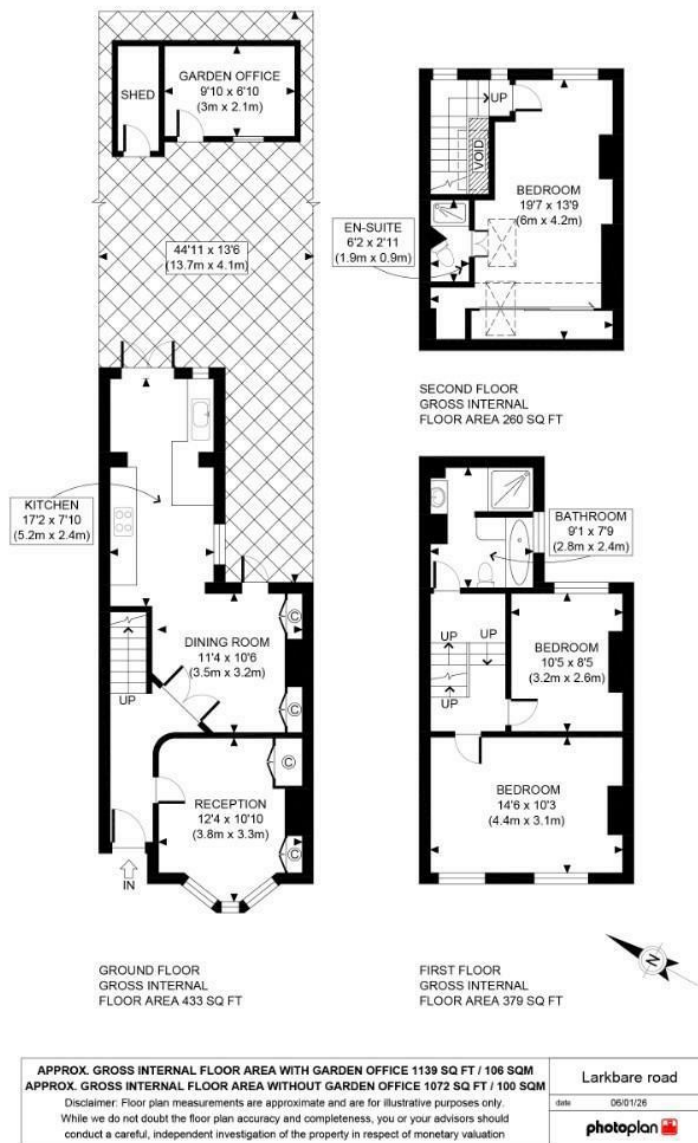 SHED
GARDEN OFFICE
9'10 x 6'10
(3m x 2.1m)
44'11 x 13'6
(13.7m x 4.1m)
KITCHEN
17'2 x 7'10
(5.2m x 2.4m)
DINING ROOM
11'4 x 10'6
(3.5m x 3.2m)
C
C
UP
RECEPTION
12'4 x 10'10
(3.8m x 3.3m)
C
C
IN
GROUND FLOOR
GROSS INTERNAL
FLOOR AREA 433 SQ FT
UP
VOID
BEDROOM
19'7 x 13'9
(6m x 4.2m)
EN-SUITE
6'2 x 2'11
(1.9m x 0.9m)
SECOND FLOOR
GROSS INTERNAL
FLOOR AREA 260 SQ FT
BATHROOM
9'1 x 7'9
(2.8m x 2.4m)
UP
UP
UP
BEDROOM
10'5 x 8'5
(3.2m x 2.6m)
BEDROOM
14'6 x 10'3
(4.4m x 3.1m)
FIRST FLOOR
GROSS INTERNAL
FLOOR AREA 379 SQ FT
N
APPROX. GROSS INTERNAL FLOOR AREA WITH GARDEN OFFICE 1139 SQ FT / 106 SQM
APPROX. GROSS INTERNAL FLOOR AREA WITHOUT GARDEN OFFICE 1072 SQ FT / 100 SQM
Disclaimer: Floor plan measurements are approximate and are for illustrative purposes only.
While we do not doubt the floor plan accuracy and completeness, you or your advisors should
conduct a careful, independent investigation of the property in respect of monetary valuation
Larkbare road
date 06/01/26
photoplan